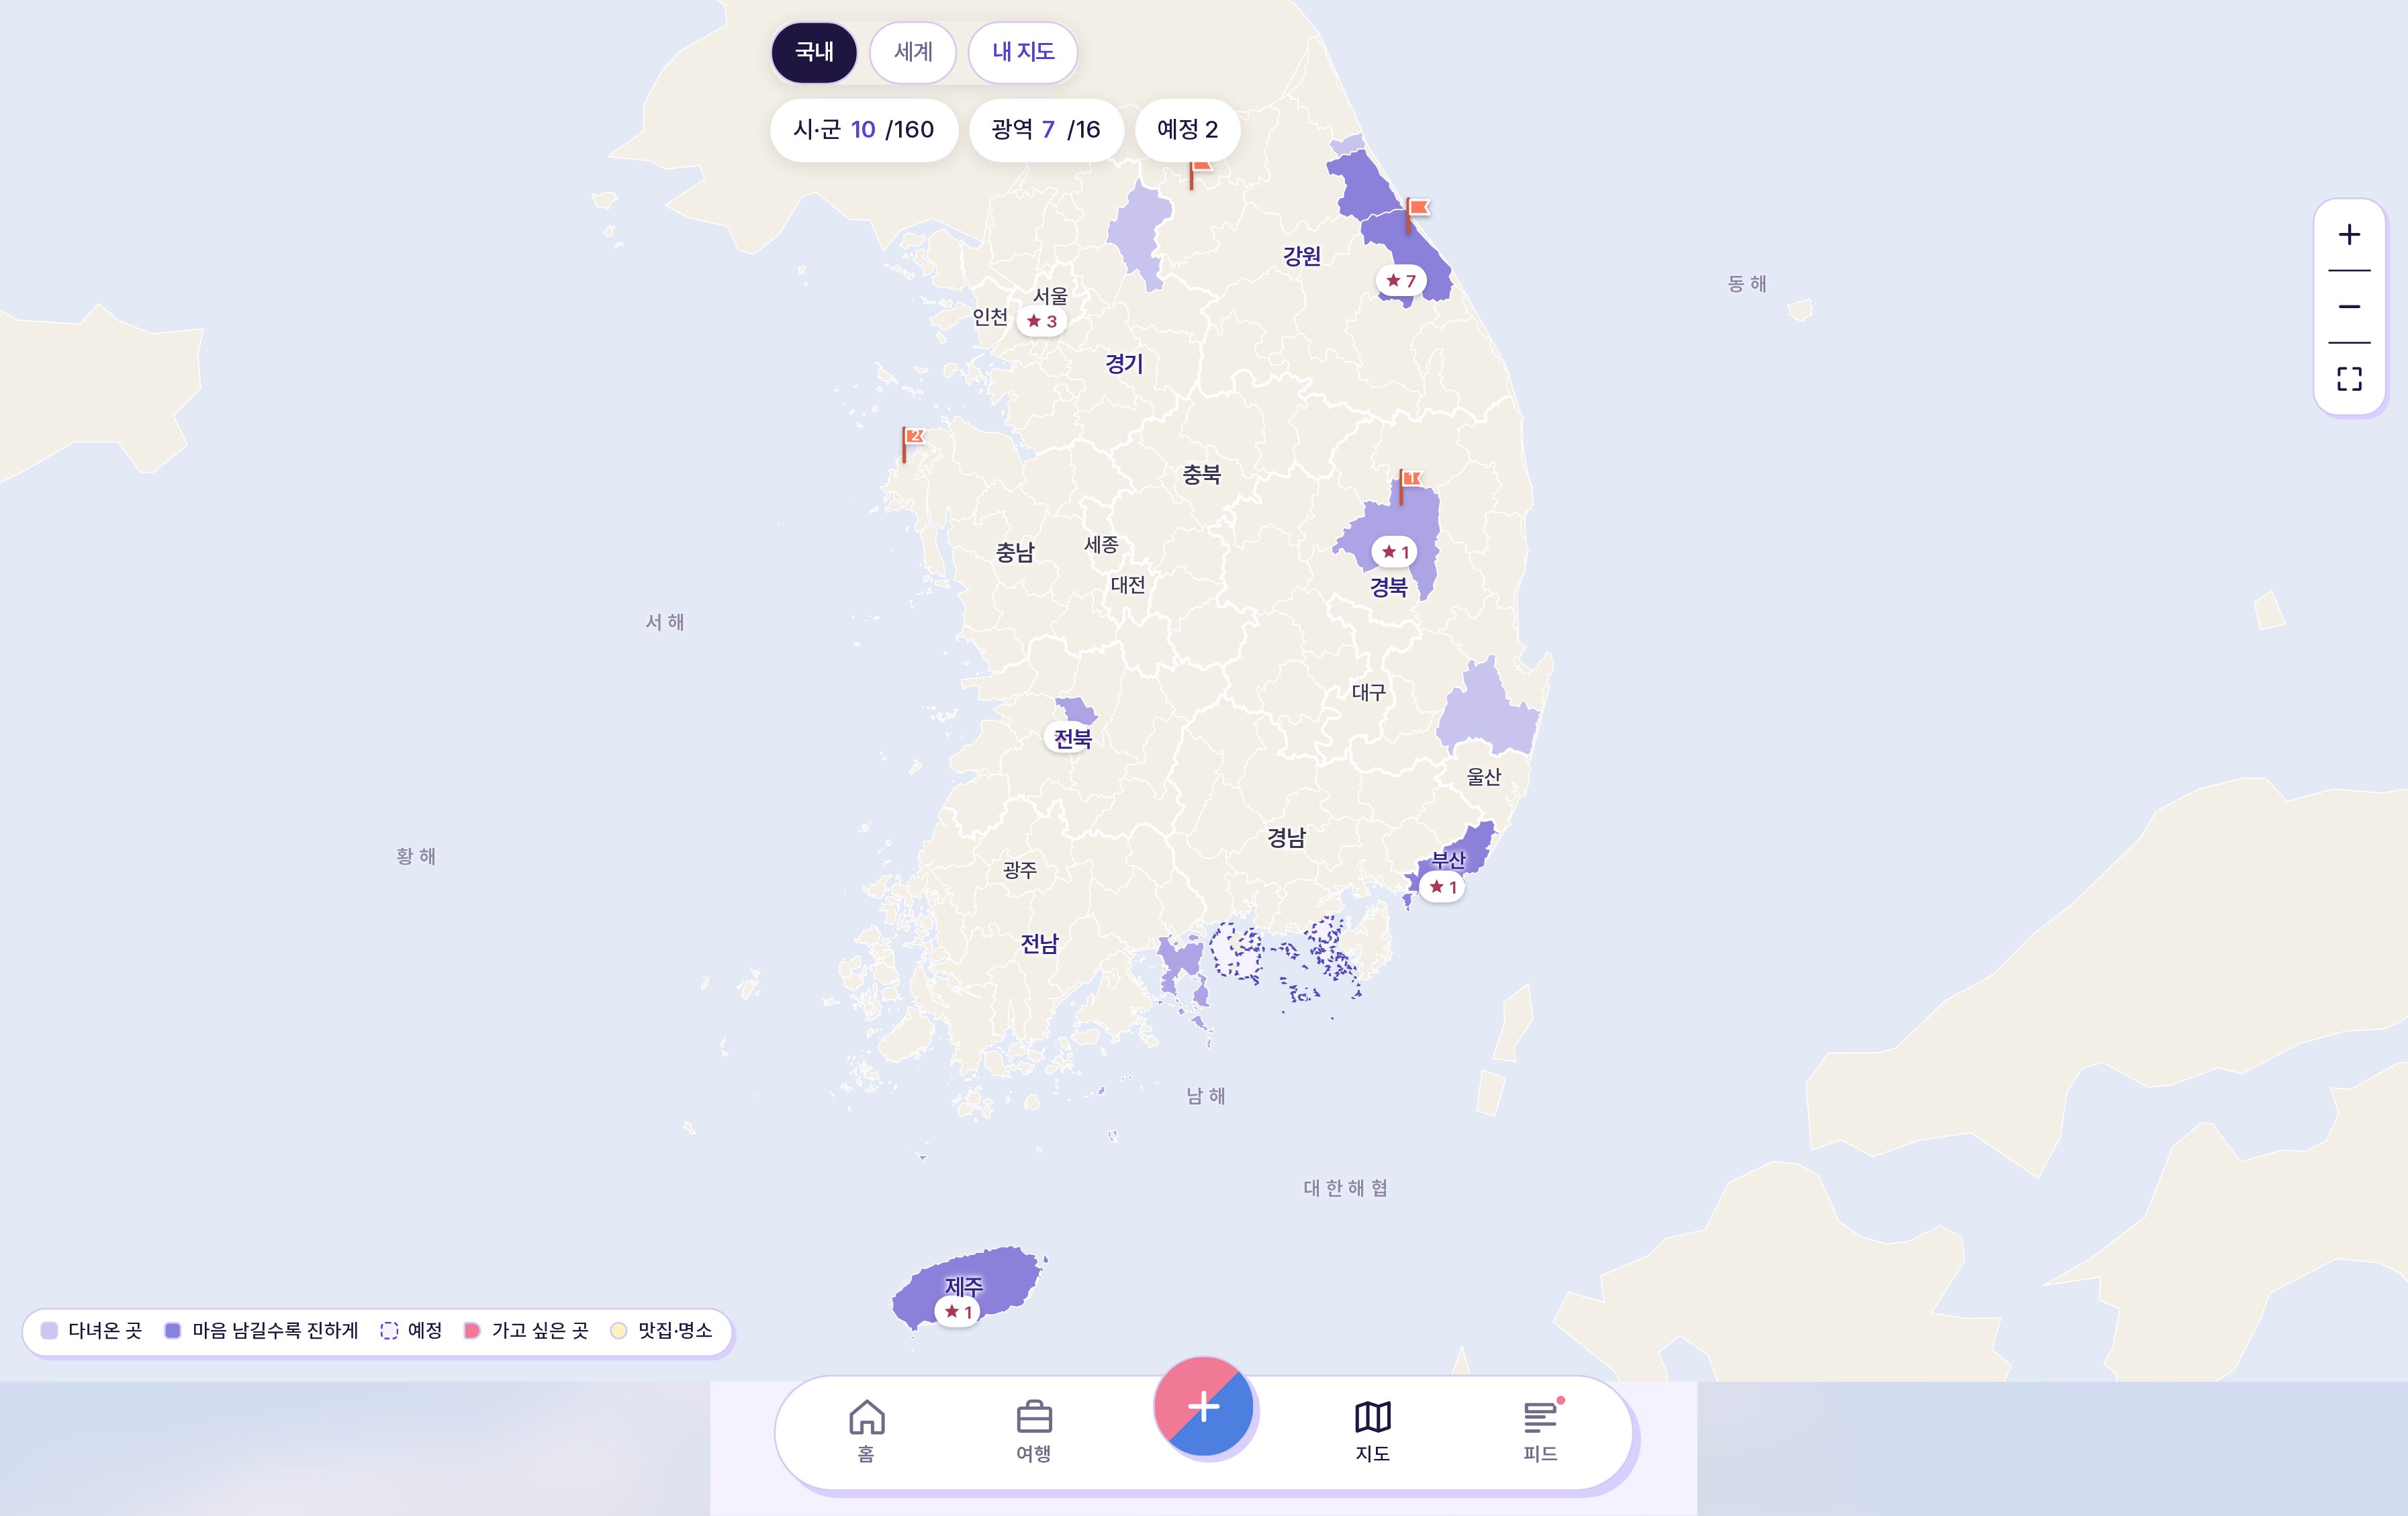 국내 세계 내 지도
시·군 10 /160 광역 7 /16 예정 2
강원
동해
★ 7
서울
인천 ★ 3
경기
2
충북
1
세종
충남
★ 1
대전
경북
서해
대구
전북
울산
경남
황해
부산
광주
★ 1
전남
남해
대한해협
제주
★ 1
다녀온 곳 마음 남길수록 진하게 예정 가고 싶은 곳 맛집·명소
홈 여행 지도 피드